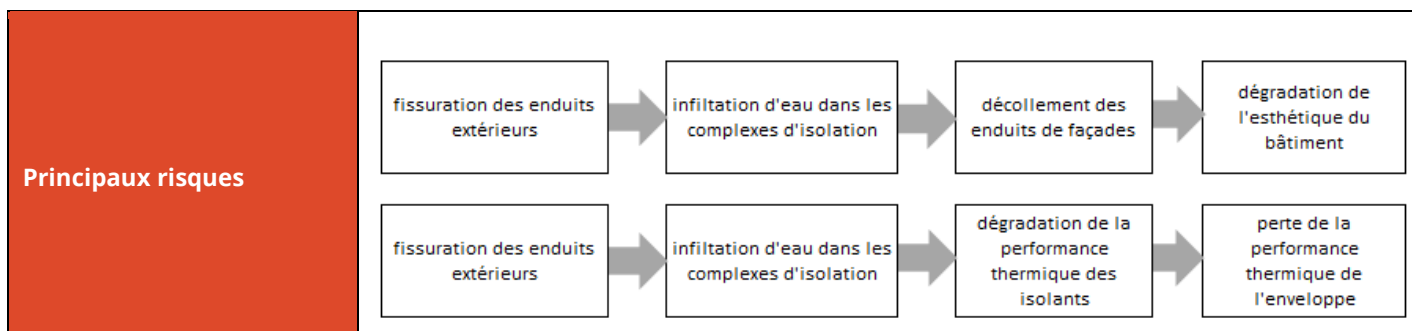 Principaux risques
fissuration des enduits
extérieurs
infiltation d'eau dans les
complexes d'isolation
décollement des
enduits de façades
dégradation de
l'esthétique du
bâtiment
fissuration des enduits
extérieurs
infiltation d'eau dans les
complexes d'isolation
dégradation de la
performance
thermique des
isolants
perte de la
performance
thermique de
l'enveloppe